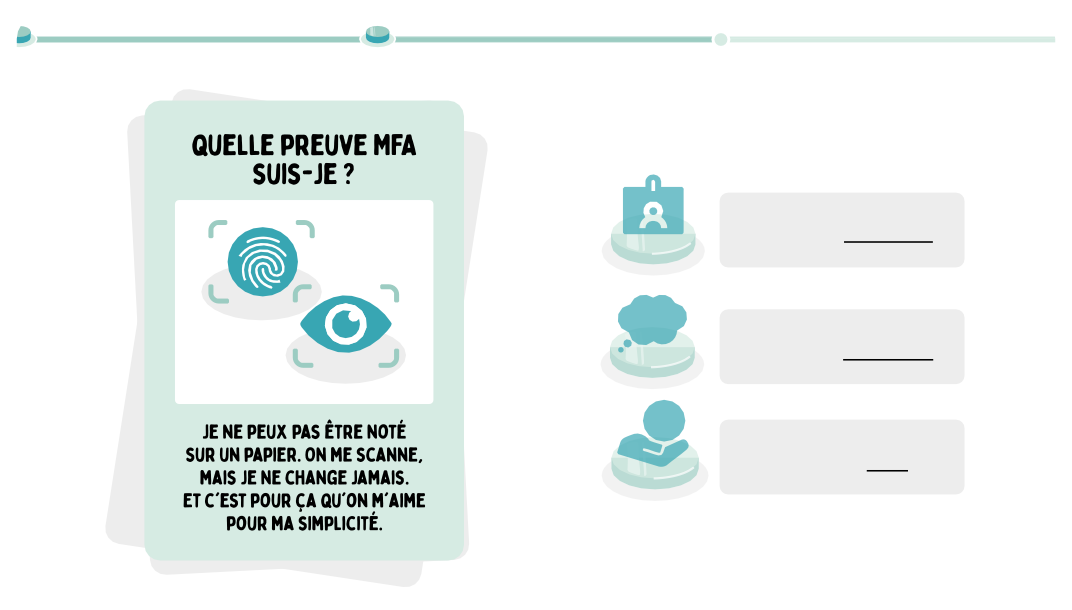 QUELLE PREUVE MFA
SUIS-JE ?
JE NE PEUX PAS ÊTRE NOTÉ
SUR UN PAPIER. ON ME SCANNE,
MAIS JE NE CHANGE JAMAIS.
ET C'EST POUR ÇA QU'ON M'AIME
POUR MA SIMPLICITÉ.